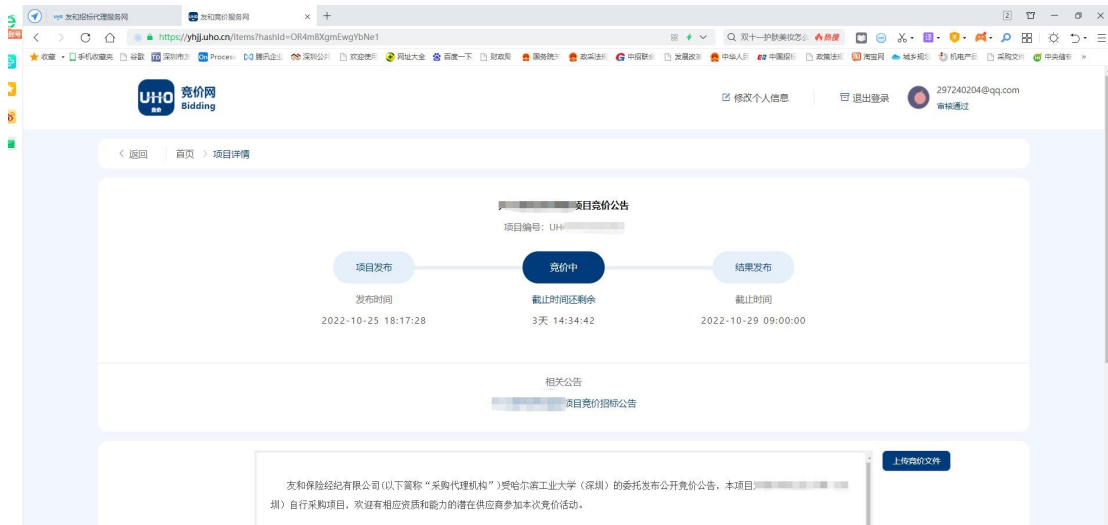 友和招标代理服务网
友和竞价服务网
2
https://yhjj.uho.cn/items?hashId=OR4m8XgmEwgYbNe1
双十一护肤美妆怎么
热搜
收藏
手机收藏夹
谷歌
深圳市
Proces
腾讯企业
深圳公
欢迎使用
网址大全
百度一下
财政
国务院
政采法
中招联
发展改
中华人民
中国招标
政策法
淘宝网
城乡规
机电产
采购文件
中央储
UHO
竞价
竞价网
Bidding
修改个人信息
退出登录
297240204@qq.com
审核通过
返回
首页
项目详情
项目竞价公告
项目编号：UH
项目发布
竞价中
结果发布
发布时间
截止时间还剩余
截止时间
2022-10-25 18:17:28
3天 14:34:42
2022-10-29 09:00:00
相关公告
项目竞价招标公告
上传竞价文件
友和保险经纪有限公司(以下简称“采购代理机构”)受哈尔滨工业大学（深圳）的委托发布公开竞价公告，本项目
圳）自行采购项目，欢迎有相应资质和能力的潜在供应商参加本次竞价活动。